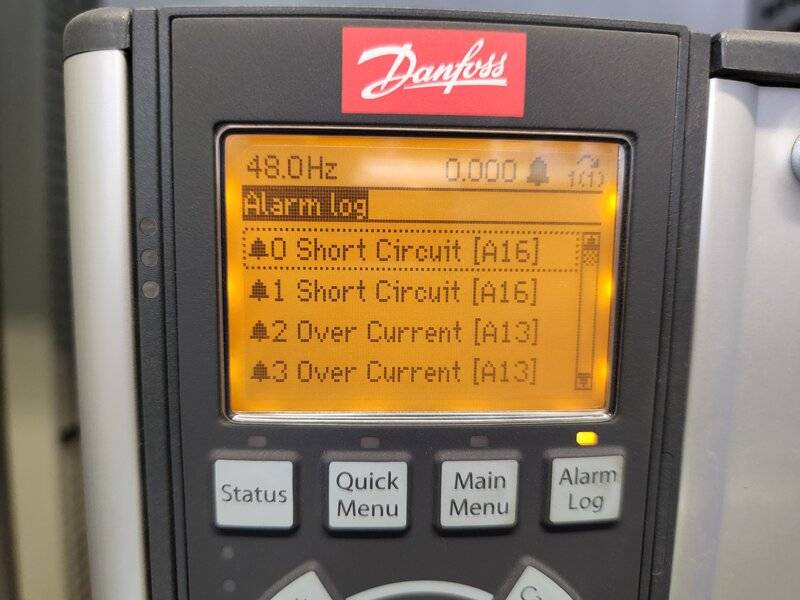 Danfoss
48.0Hz 0.000 1(1)
Alarm log
0 Short Circuit [A16]
1 Short Circuit [A16]
2 Over Current [A13]
3 Over Current [A13]
Status Quick Menu Main Menu Alarm Log